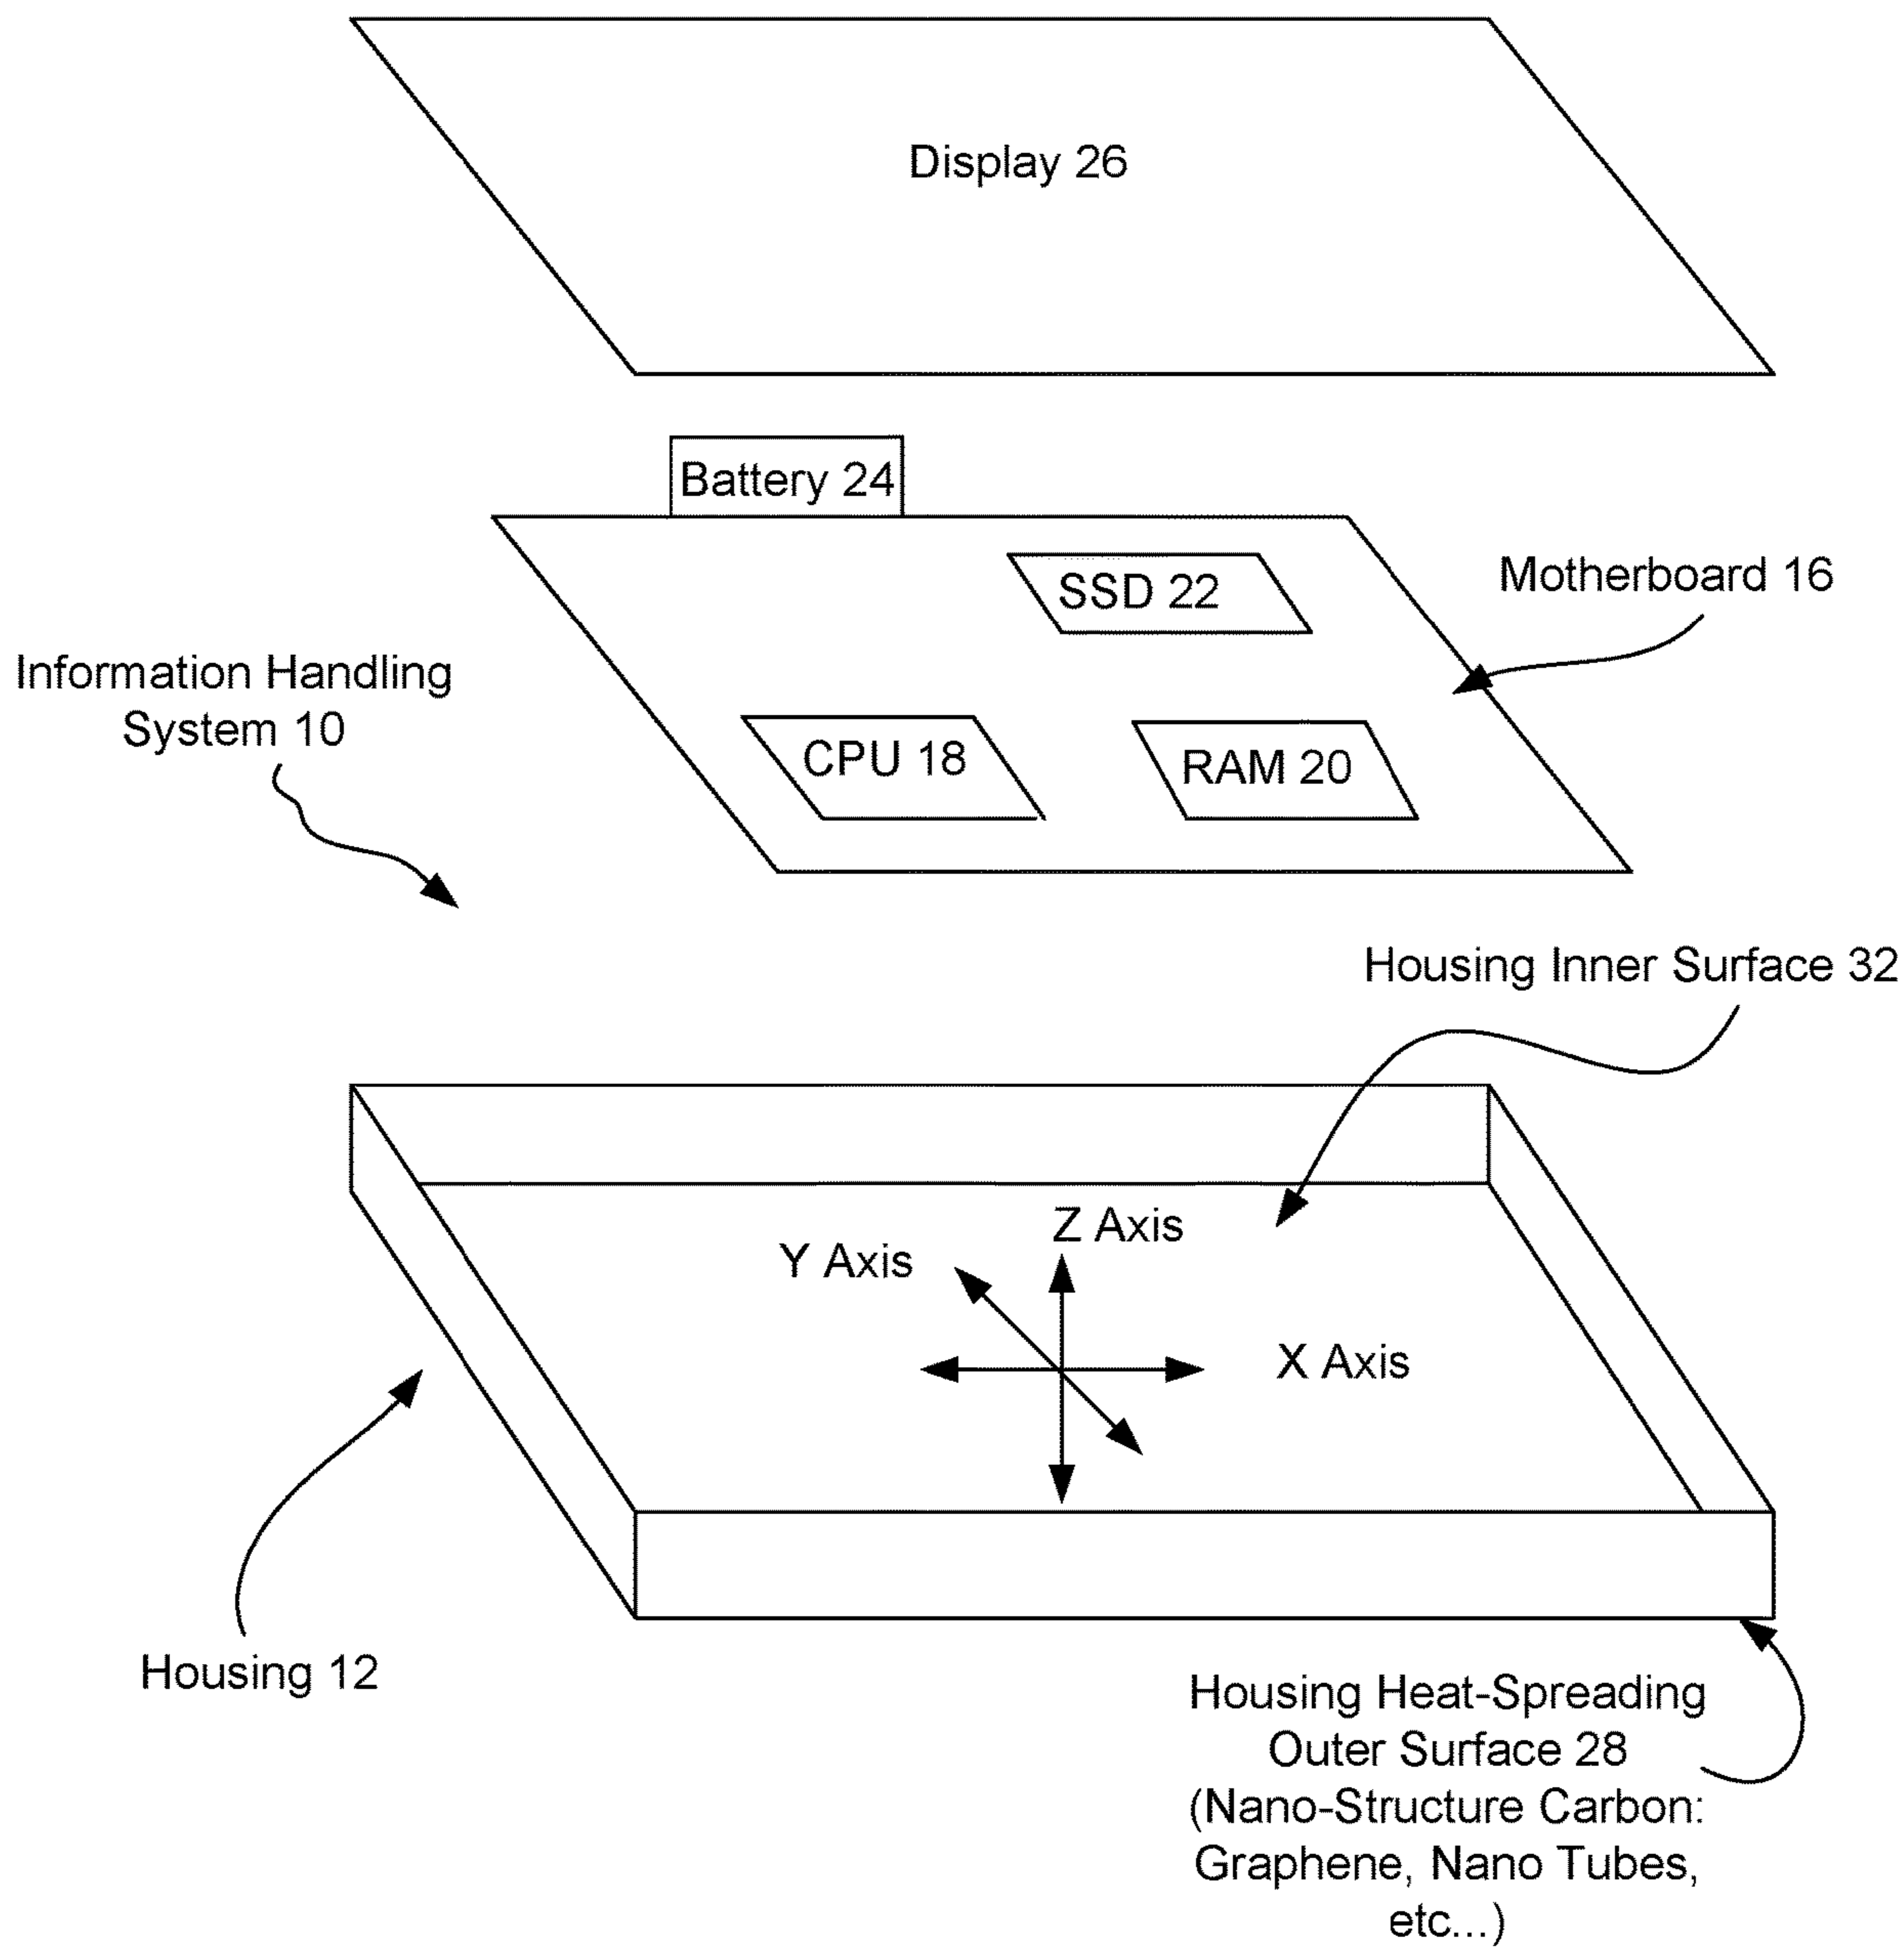 Display 26
Battery 24
SSD 22
Motherboard 16
Information Handling
System 10
CPU 18
RAM 20
Housing Inner Surface 32
Z Axis
Y Axis
X Axis
Housing 12
Housing Heat-Spreading
Outer Surface 28
(Nano-Structure Carbon:
Graphene, Nano Tubes,
etc...)